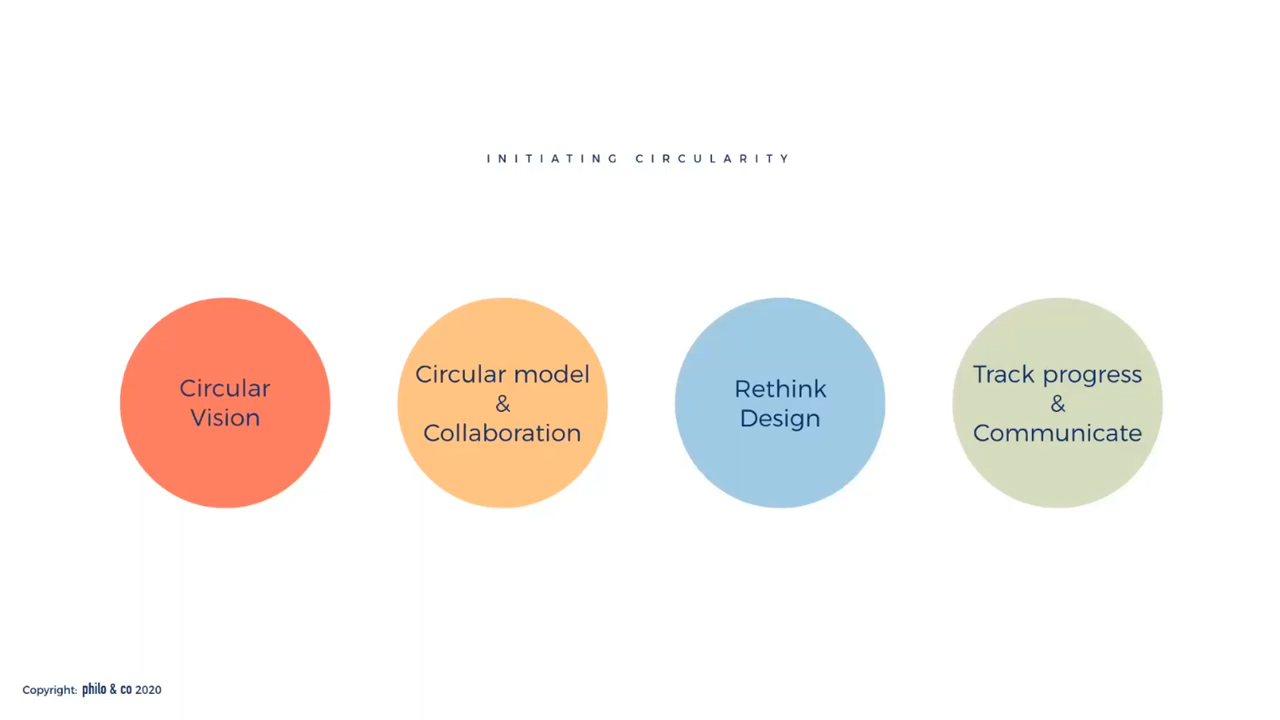 INITIATING CIRCULARITY
Circular
Vision
Circular model
&
Collaboration
Rethink
Design
Track progress
&
Communicate
Copyright: philo & co 2020